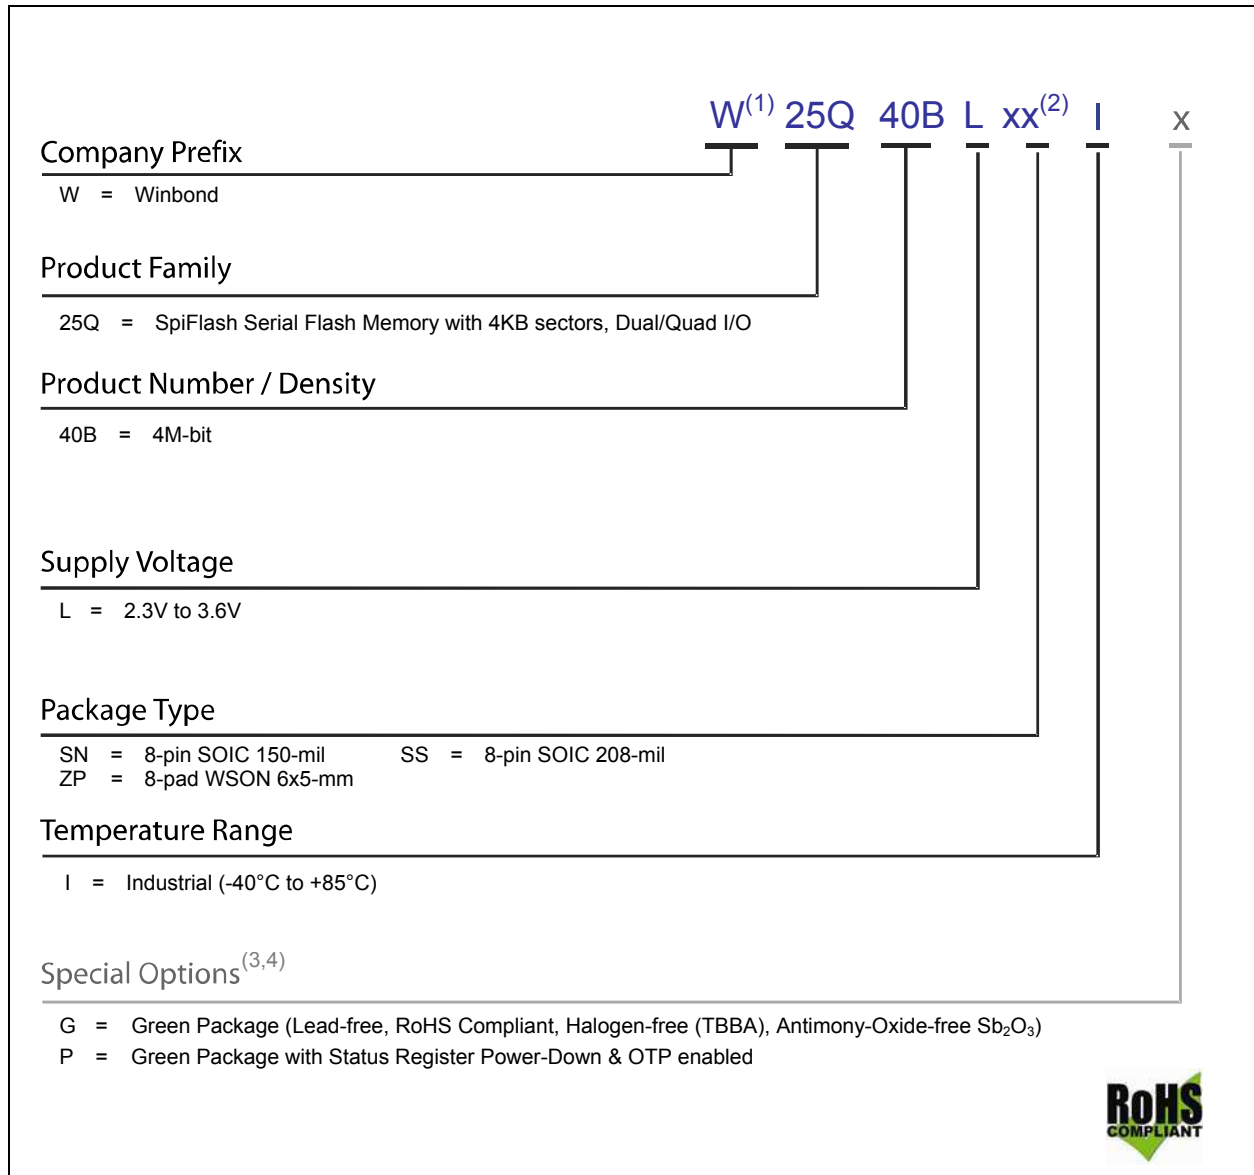 W(1) 25Q 40B L xx(2) I x
Company Prefix
W = Winbond
Product Family
25Q = SpiFlash Serial Flash Memory with 4KB sectors, Dual/Quad I/O
Product Number / Density
40B = 4M-bit
Supply Voltage
L = 2.3V to 3.6V
Package Type
SN = 8-pin SOIC 150-mil SS = 8-pin SOIC 208-mil
ZP = 8-pad WSON 6x5-mm
Temperature Range
I = Industrial (-40°C to +85°C)
Special Options(3,4)
G = Green Package (Lead-free, RoHS Compliant, Halogen-free (TBBA), Antimony-Oxide-free Sb₂O₃)
P = Green Package with Status Register Power-Down & OTP enabled
RoHS
COMPLIANT